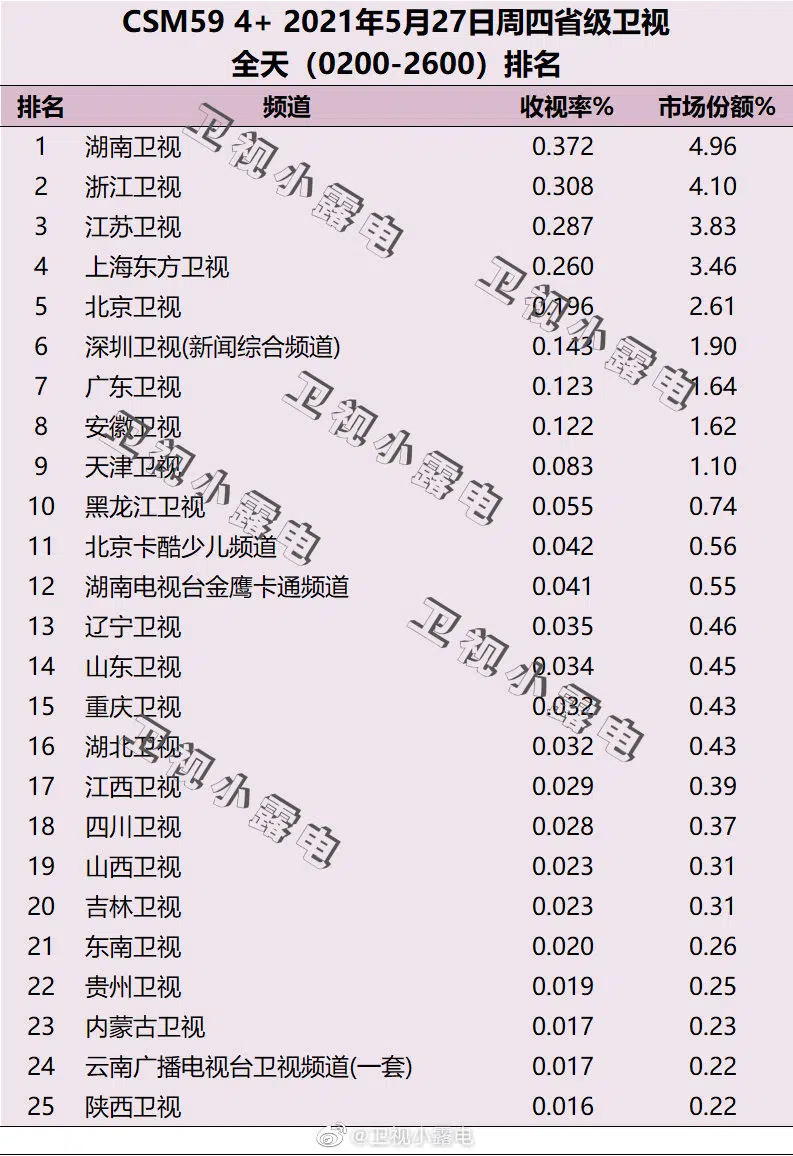 CSM59 4+ 2021年5月27日周四省级卫视
全天（0200-2600）排名
排名 频道 收视率% 市场份额%
1 湖南卫视 0.372 4.96
2 浙江卫视 0.308 4.10
3 江苏卫视 0.287 3.83
4 上海东方卫视 0.260 3.46
5 北京卫视 0.196 2.61
6 深圳卫视(新闻综合频道) 0.143 1.90
7 广东卫视 0.123 1.64
8 安徽卫视 0.122 1.62
9 天津卫视 0.083 1.10
10 黑龙江卫视 0.055 0.74
11 北京卡酷少儿频道 0.042 0.56
12 湖南电视台金鹰卡通频道 0.041 0.55
13 辽宁卫视 0.035 0.46
14 山东卫视 0.034 0.45
15 重庆卫视 0.032 0.43
16 湖北卫视 0.032 0.43
17 江西卫视 0.029 0.39
18 四川卫视 0.028 0.37
19 山西卫视 0.023 0.31
20 吉林卫视 0.023 0.31
21 东南卫视 0.020 0.26
22 贵州卫视 0.019 0.25
23 内蒙古卫视 0.017 0.23
24 云南广播电视台卫视频道(一套) 0.017 0.22
25 陕西卫视 0.016 0.22
卫视小露电
卫视小露电
卫视小露电
卫视小露电
卫视小露电
卫视小露电
@卫视小露电